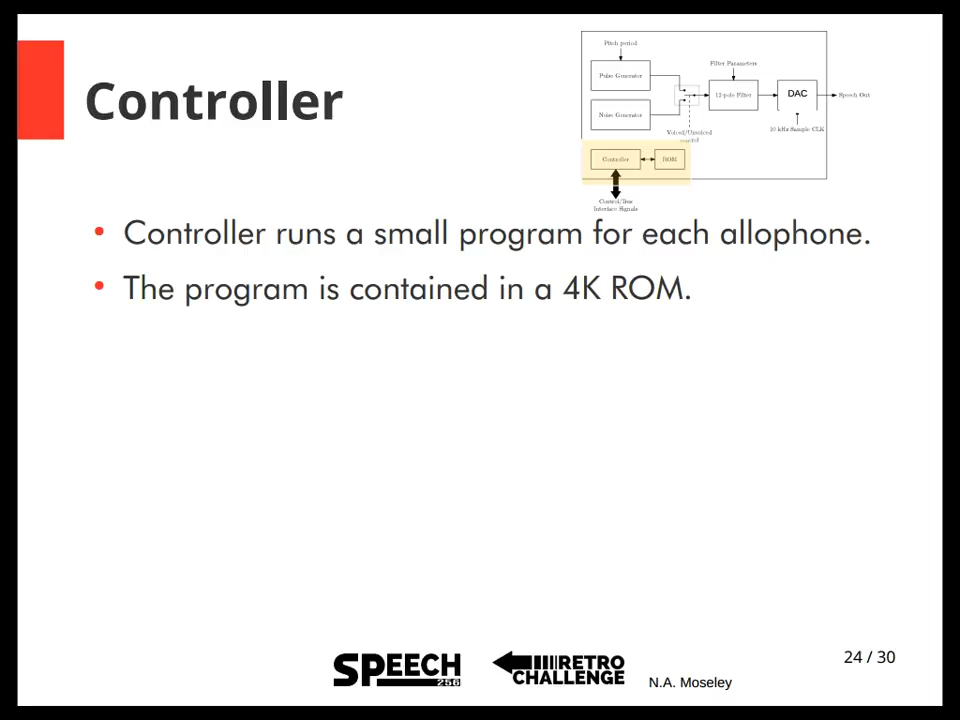 Controller
Pitch period
Pulse Generator
Noise Generator
Filter Parameters
12-pole Filter
DAC
Speech Out
10 kHz Sample CLK
Voiced/Unvoiced
control
Controller
ROM
Control/Bus
Interface Signals
• Controller runs a small program for each allophone.
• The program is contained in a 4K ROM.
SPEECH
256
RETRO
CHALLENGE
N.A. Moseley
24 / 30